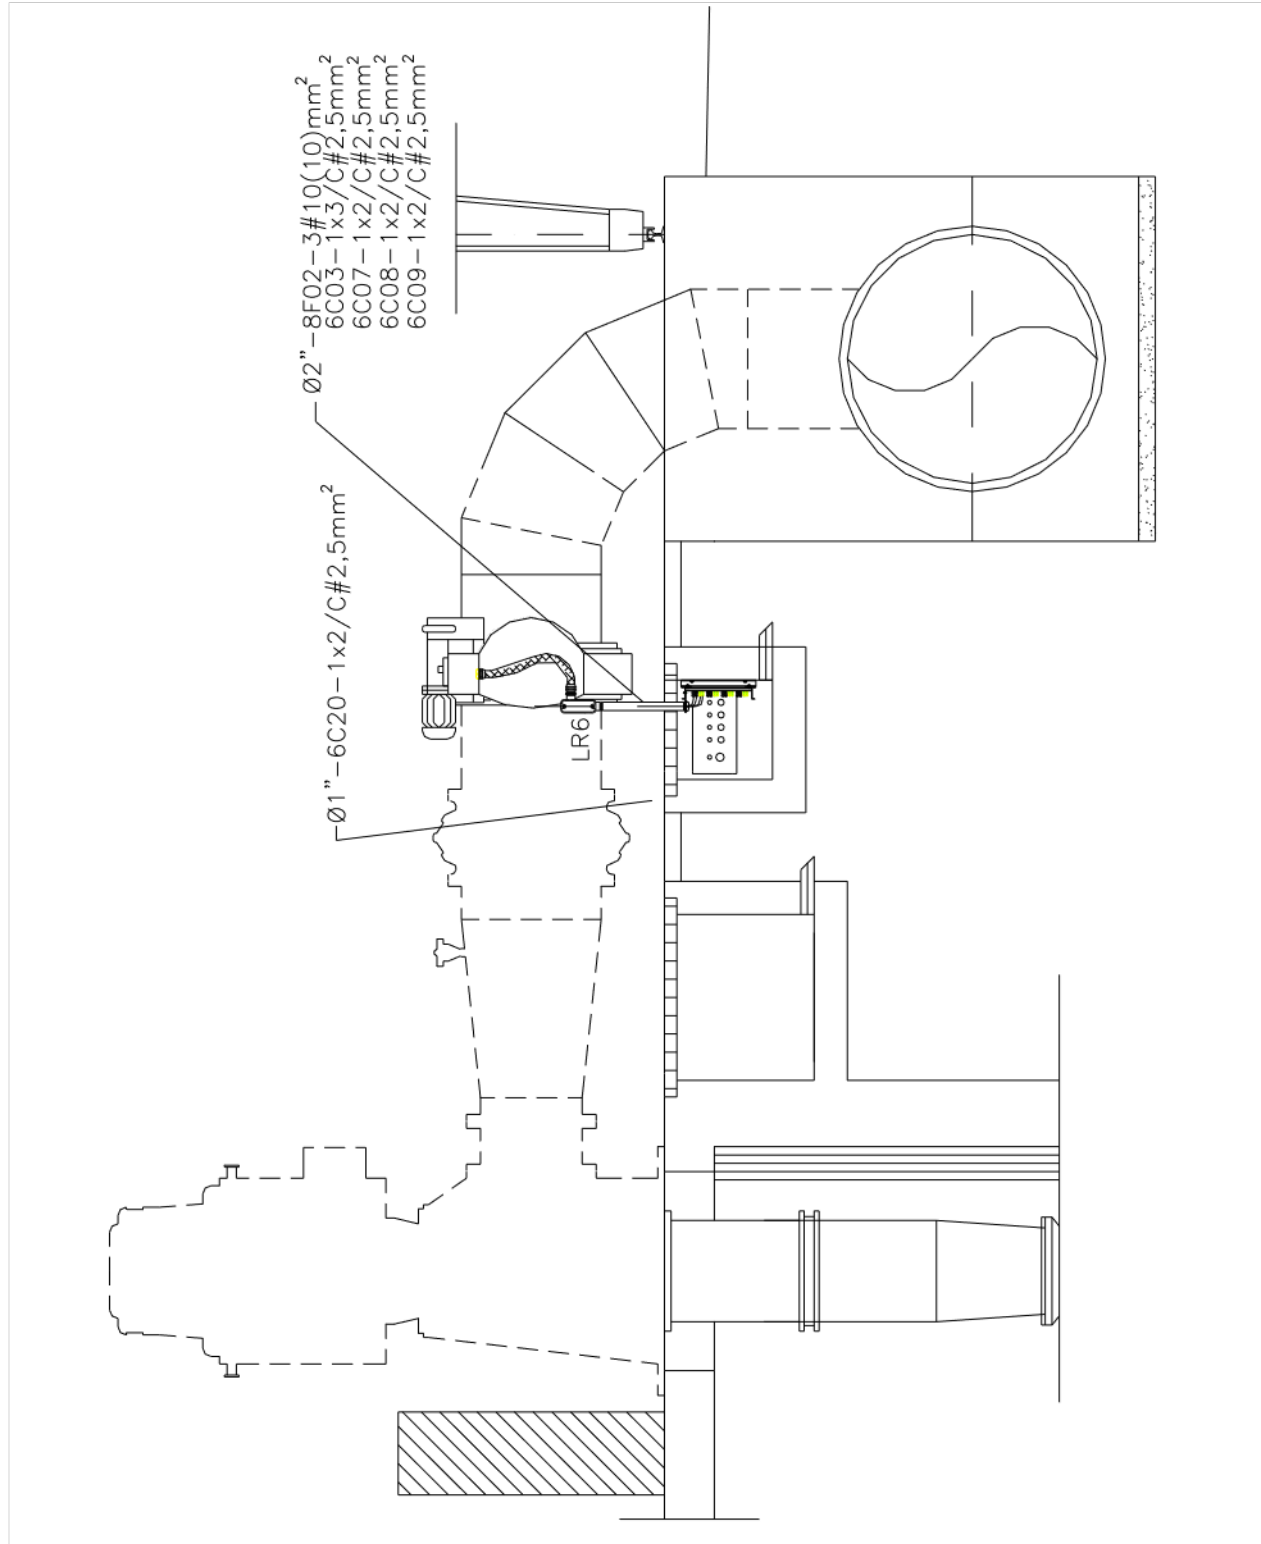 Ø2”-8F02-3#10(10)mm²
6C03-1x3/C#2,5mm²
6C07-1x2/C#2,5mm²
6C08-1x2/C#2,5mm²
6C09-1x2/C#2,5mm²
Ø1”-6C20-1x2/C#2,5mm²
LR6